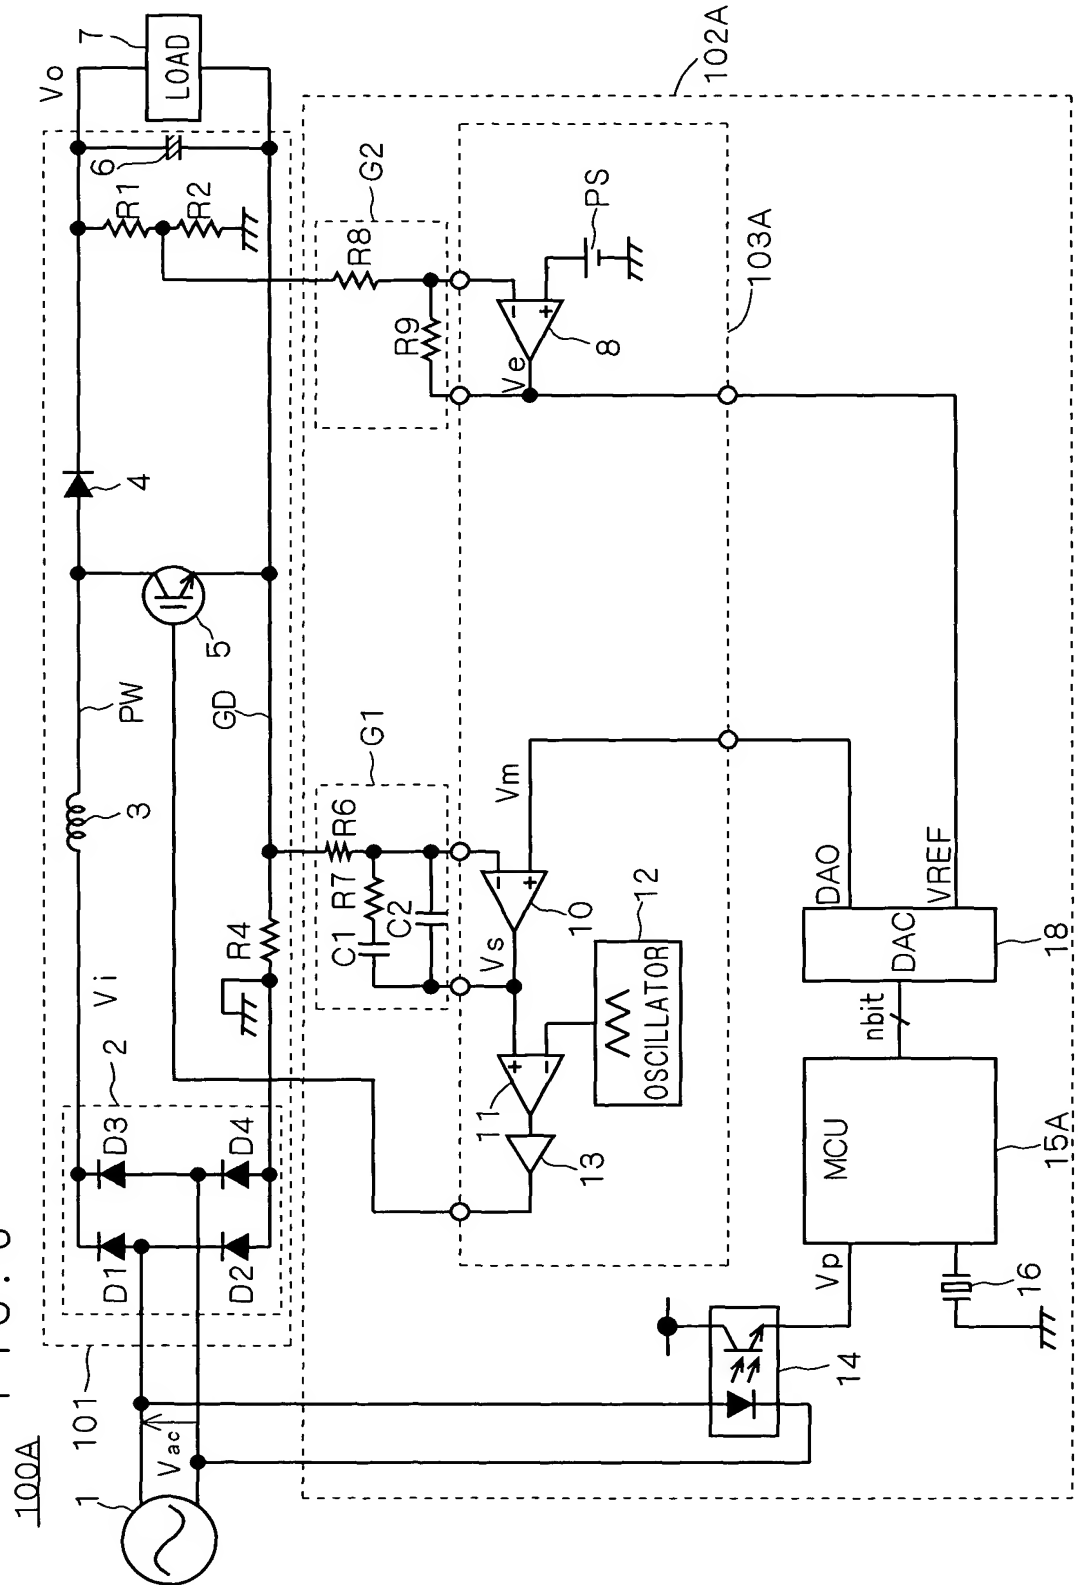 100A
1
Vac
101
D1
D2
D3
D4
2
Vi
R4
3
PW
GD
5
4
R1
R2
6
Vo
7
LOAD
G1
R6
R7
C1
C2
G2
R8
R9
Vs
10
Vm
11
12
OSCILLATOR
13
Ve
8
PS
103A
102A
14
Vp
16
MCU
15A
nbit
DAC
18
DAO
VREF